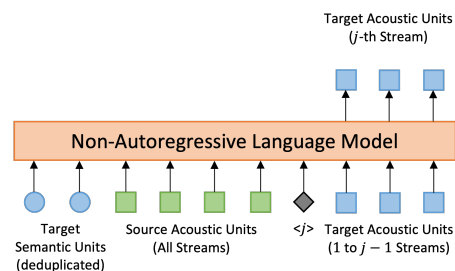 Target Acoustic Units
(j-th Stream)
Non-Autoregressive Language Model
Target
Semantic Units
(deduplicated)
Source Acoustic Units
(All Streams)
<j>
Target Acoustic Units
(1 to j − 1 Streams)